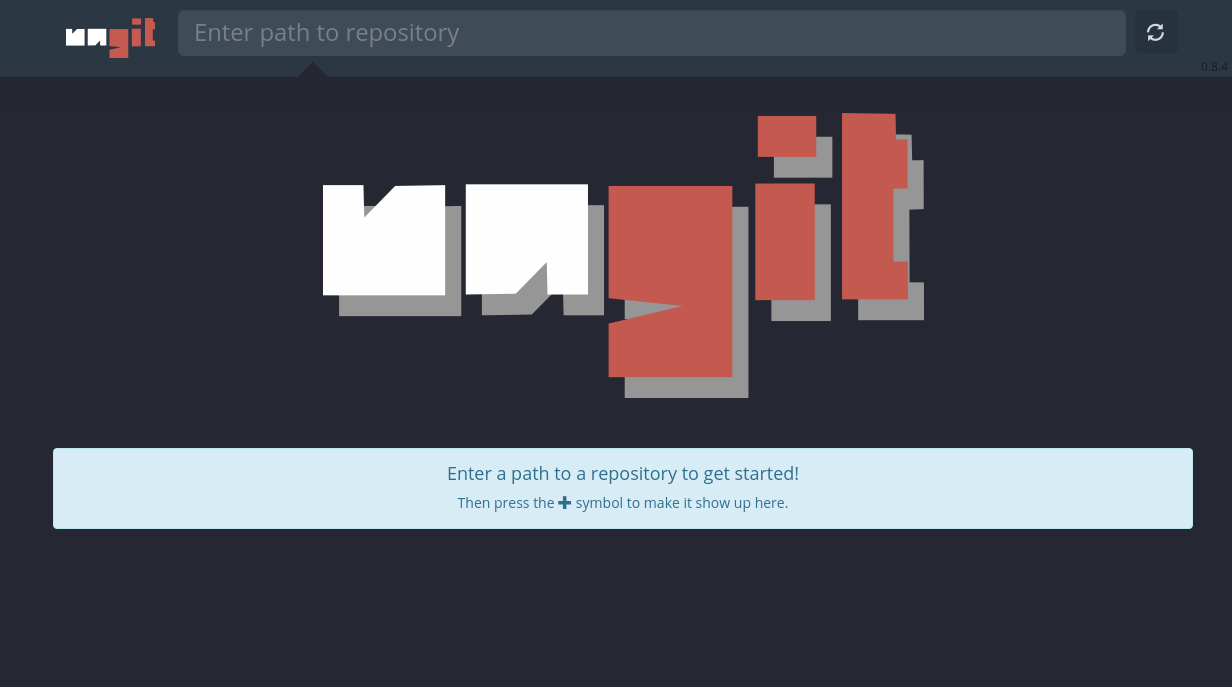 ungit
Enter path to repository
0.8.4
ungit
Enter a path to a repository to get started!
Then press the ✚ symbol to make it show up here.